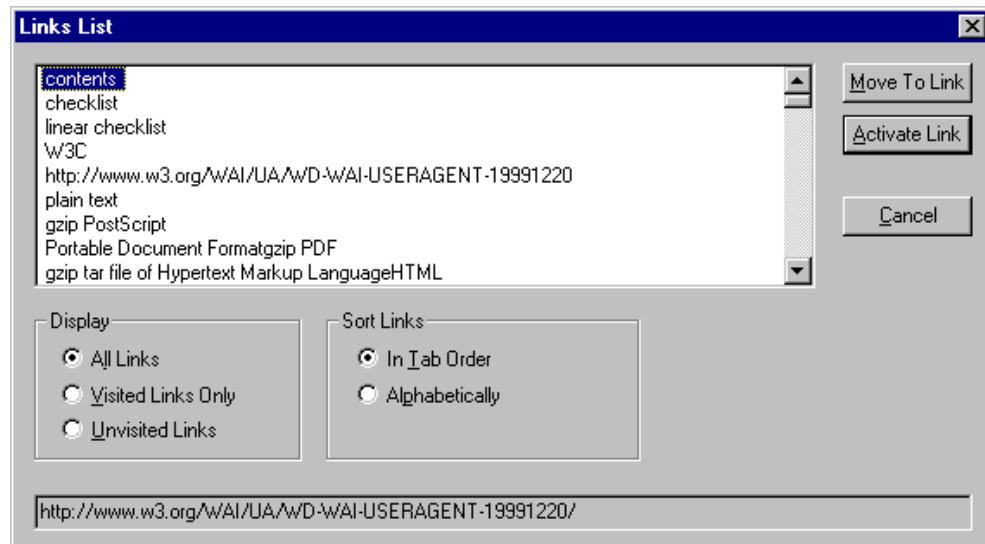 Links List
contents
checklist
linear checklist
W3C
http://www.w3.org/WAI/UA/WD-WAI-USERAGENT-19991220
plain text
gzip PostScript
Portable Document Formatgzip PDF
gzip tar file of Hypertext Markup LanguageHTML
Move To Link
Activate Link
Cancel
Display
All Links
Visited Links Only
Unvisited Links
Sort Links
In Tab Order
Alphabetically
http://www.w3.org/WAI/UA/WD-WAI-USERAGENT-19991220/